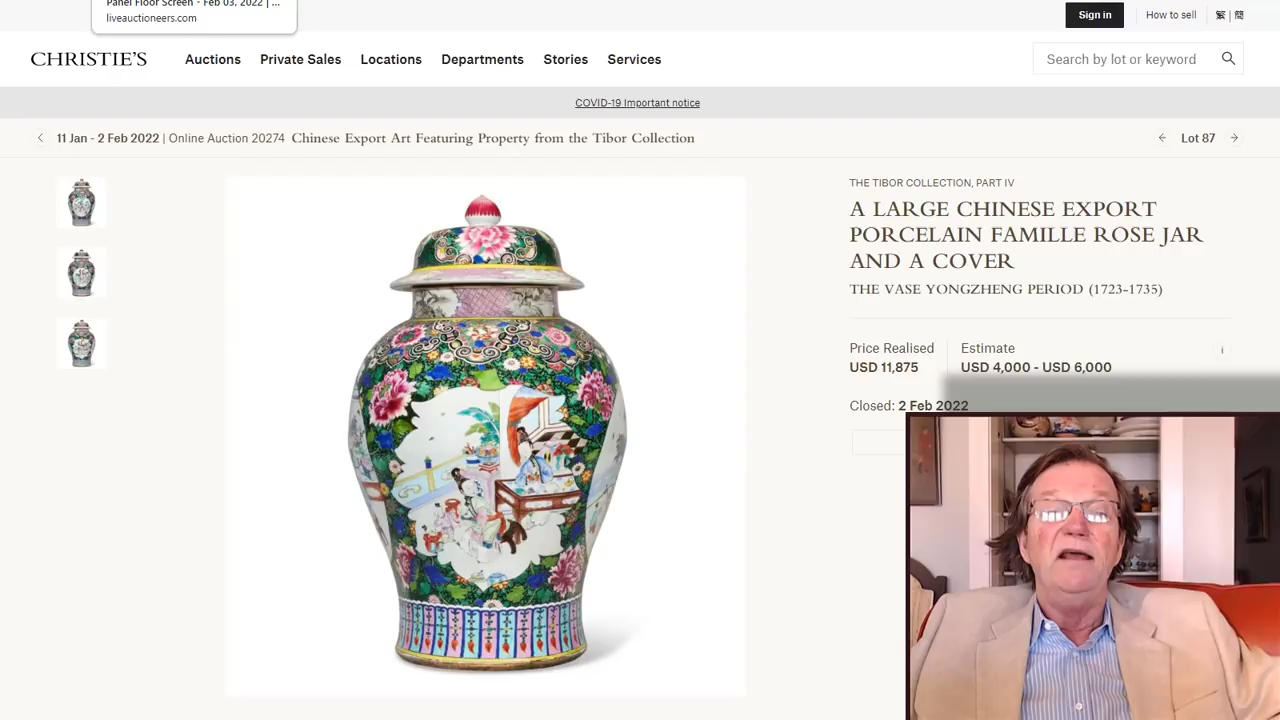 Panel Floor Screen - Feb 03, 2022 | ...
liveauctioneers.com
Sign in
How to sell
繁 | 簡
CHRISTIE'S
Auctions
Private Sales
Locations
Departments
Stories
Services
Search by lot or keyword
COVID-19 Important notice
11 Jan - 2 Feb 2022 | Online Auction 20274 Chinese Export Art Featuring Property from the Tibor Collection
Lot 87
THE TIBOR COLLECTION, PART IV
A LARGE CHINESE EXPORT
PORCELAIN FAMILLE ROSE JAR
AND A COVER
THE VASE YONGZHENG PERIOD (1723-1735)
Price Realised
USD 11,875
Estimate
USD 4,000 - USD 6,000
Closed: 2 Feb 2022